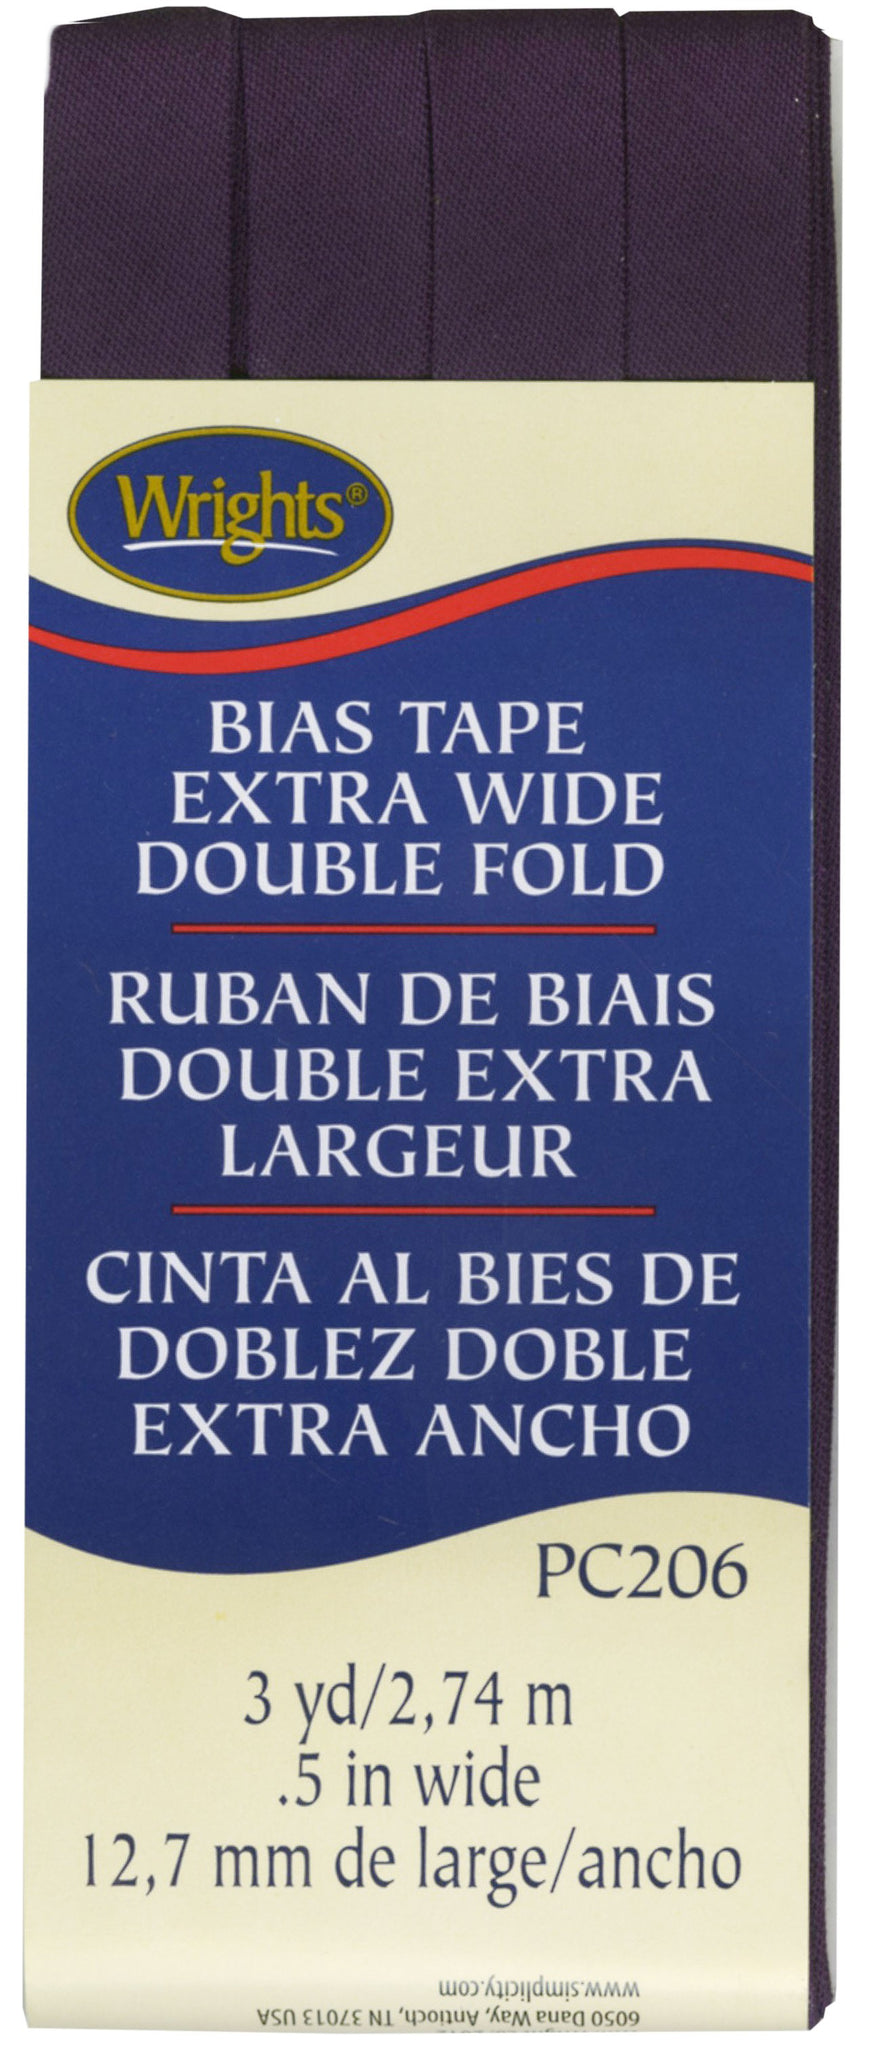 Wrights®
BIAS TAPE
EXTRA WIDE
DOUBLE FOLD
RUBAN DE BIAIS
DOUBLE EXTRA
LARGEUR
CINTA AL BIES DE
DOBLEZ DOBLE
EXTRA ANCHO
PC206
3 yd/2,74 m
.5 in wide
12,7 mm de large/ancho
6050 Dana Way, Antioch, TN 37013 USA
www.simplicity.com